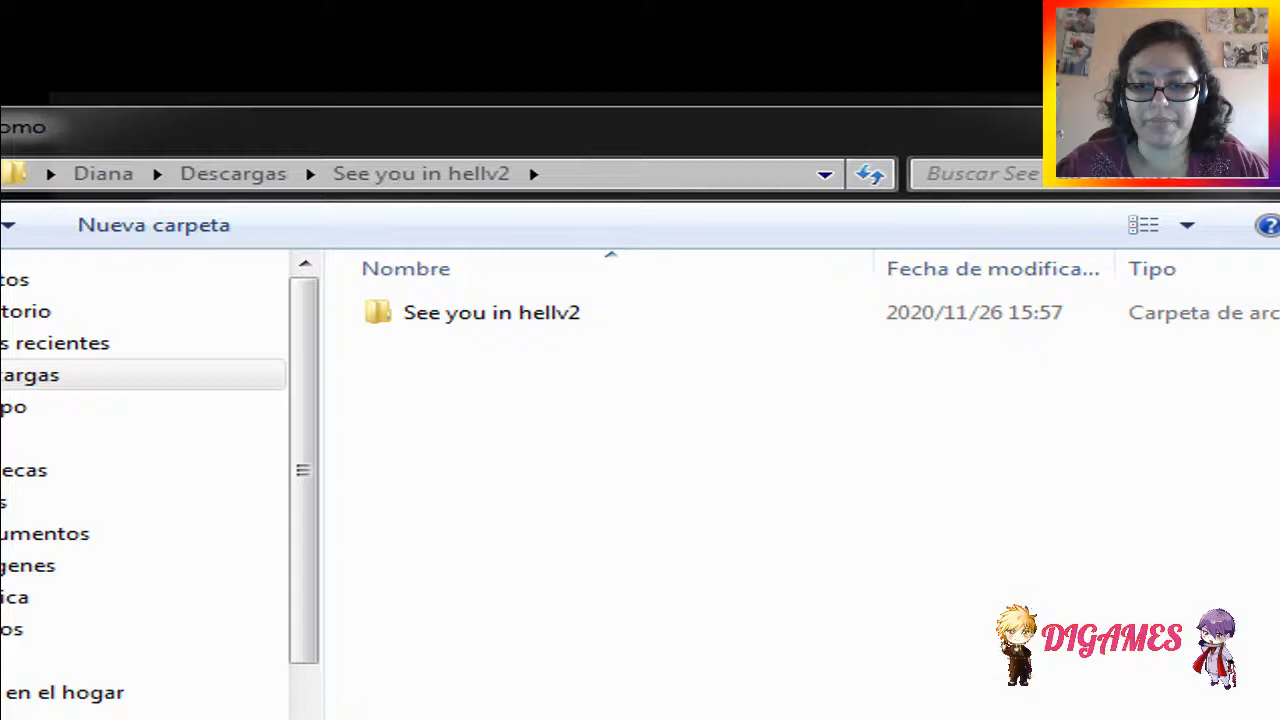 omo
Diana Descargas See you in hellv2 Buscar See
Nueva carpeta
Nombre Fecha de modifica... Tipo
See you in hellv2 2020/11/26 15:57 Carpeta de arc
tos
torio
s recientes
cargas
po
ecas
s
umentos
genes
ica
os
en el hogar
DIGAMES